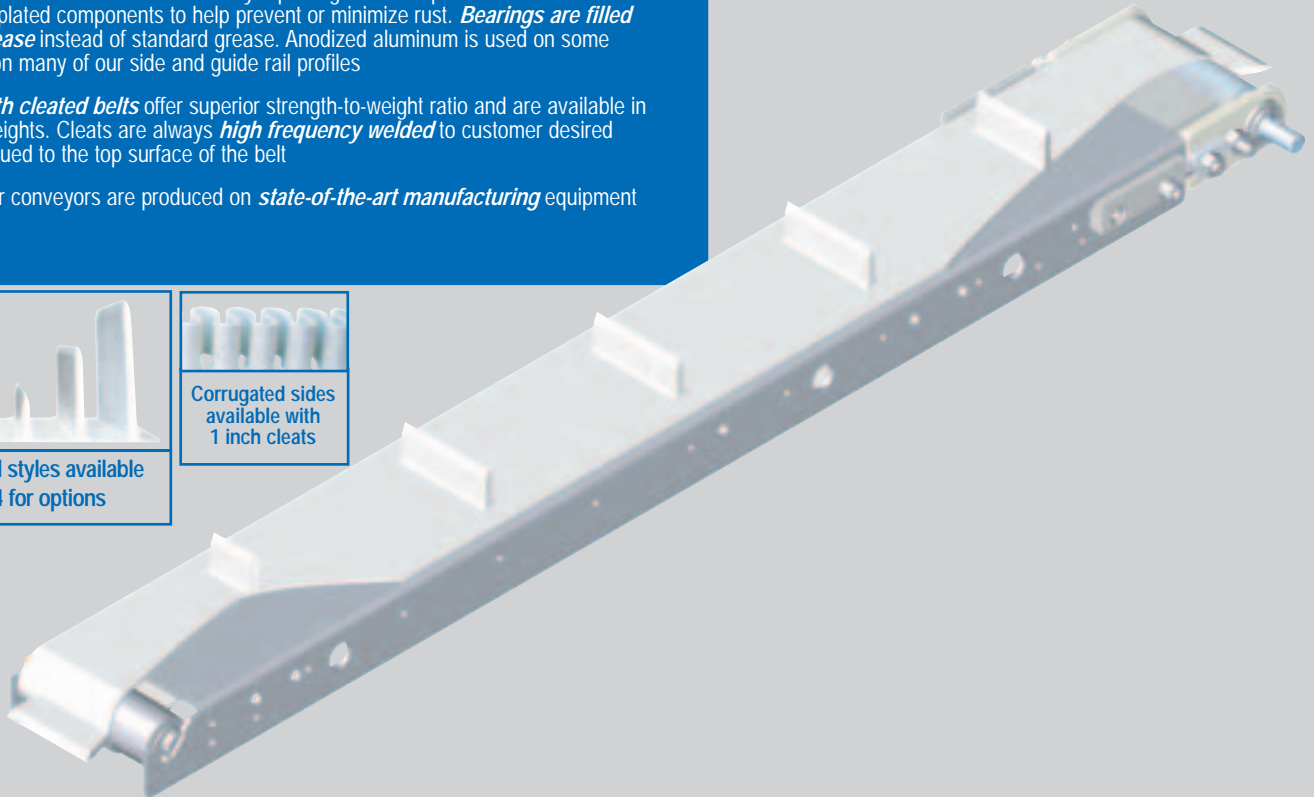 plated components to help prevent or minimize rust. Bearings are filled
ease instead of standard grease. Anodized aluminum is used on some
on many of our side and guide rail profiles
th cleated belts offer superior strength-to-weight ratio and are available in
eights. Cleats are always high frequency welded to customer desired
ued to the top surface of the belt
r conveyors are produced on state-of-the-art manufacturing equipment
Corrugated sides
available with
1 inch cleats
l styles available
4 for options